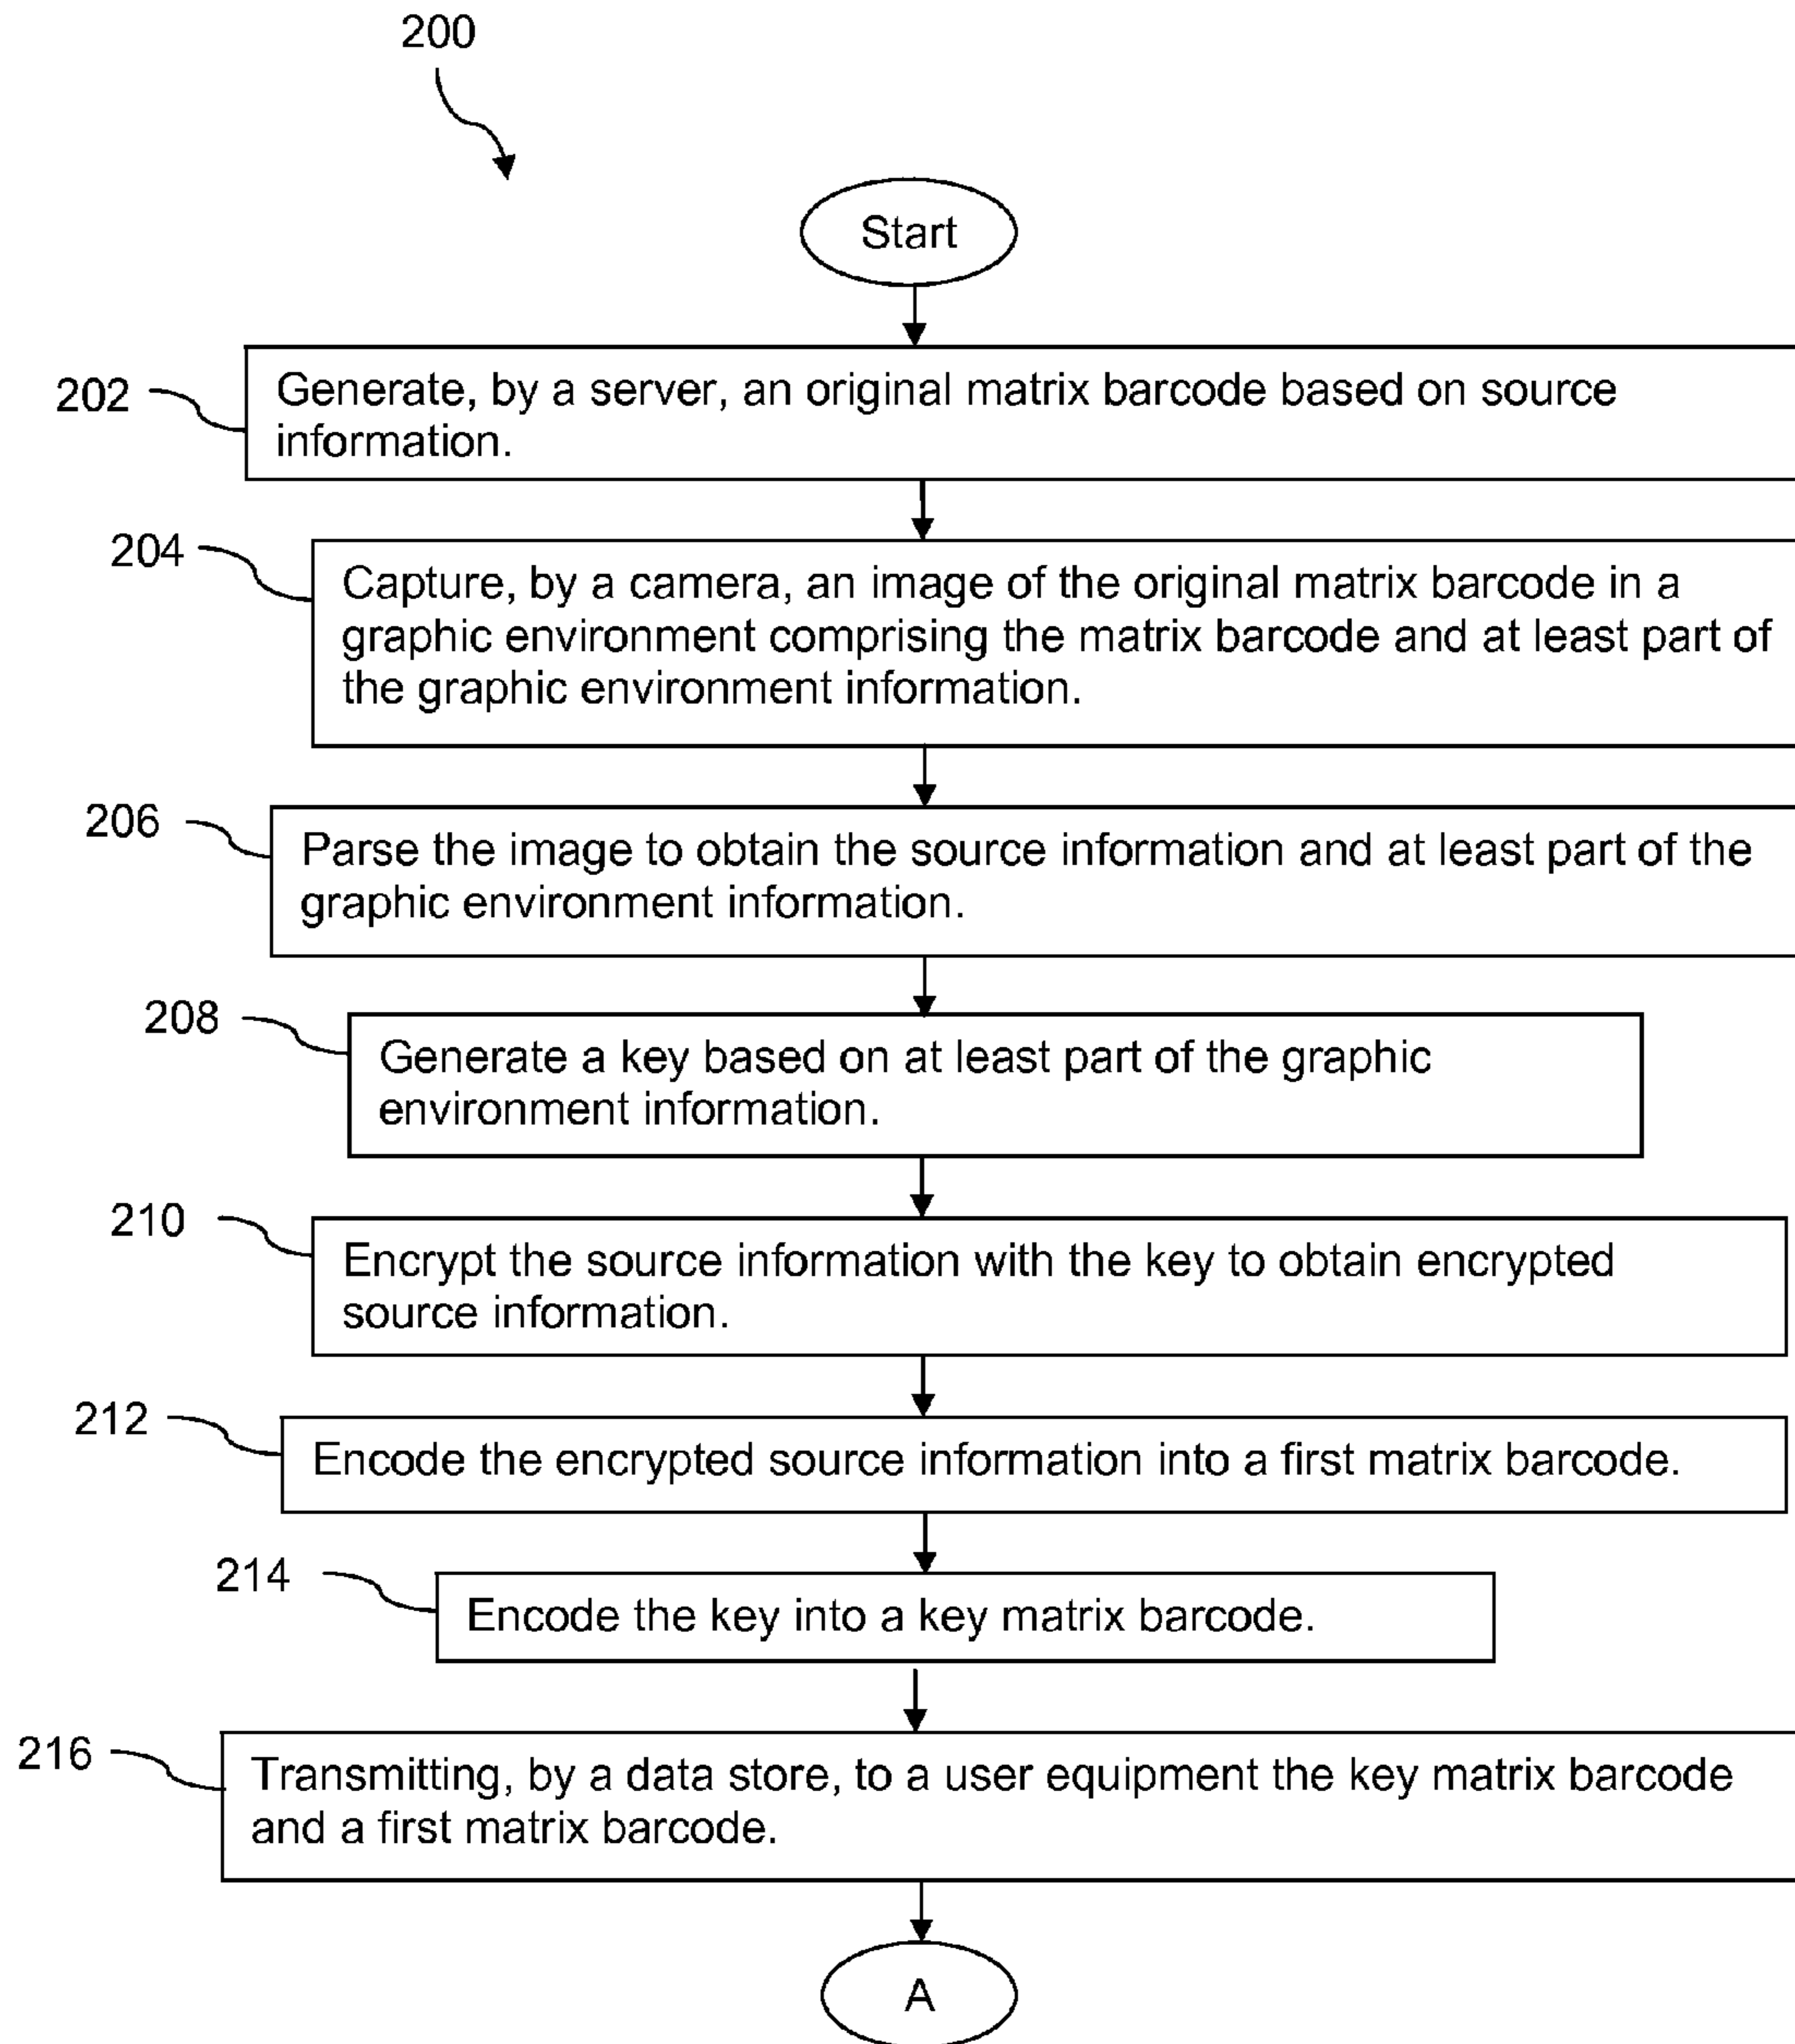 200
Start
202
Generate, by a server, an original matrix barcode based on source
information.
204
Capture, by a camera, an image of the original matrix barcode in a
graphic environment comprising the matrix barcode and at least part of
the graphic environment information.
206
Parse the image to obtain the source information and at least part of the
graphic environment information.
208
Generate a key based on at least part of the graphic
environment information.
210
Encrypt the source information with the key to obtain encrypted
source information.
212
Encode the encrypted source information into a first matrix barcode.
214
Encode the key into a key matrix barcode.
216
Transmitting, by a data store, to a user equipment the key matrix barcode
and a first matrix barcode.
A